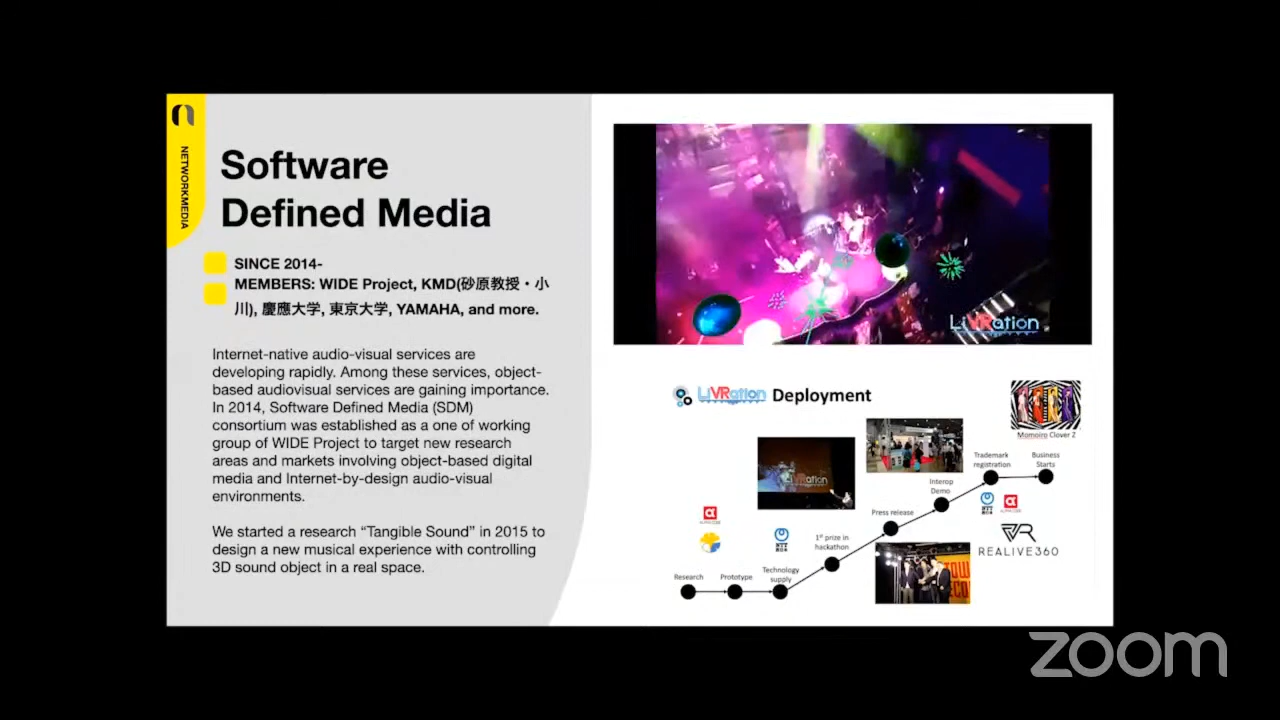 NETWORKMEDIA
Software
Defined Media
SINCE 2014-
MEMBERS: WIDE Project, KMD(砂原教授・小
川), 慶應大学, 東京大学, YAMAHA, and more.
Internet-native audio-visual services are
developing rapidly. Among these services, object-
based audiovisual services are gaining importance.
In 2014, Software Defined Media (SDM)
consortium was established as a one of working
group of WIDE Project to target new research
areas and markets involving object-based digital
media and Internet-by-design audio-visual
environments.
We started a research “Tangible Sound” in 2015 to
design a new musical experience with controlling
3D sound object in a real space.
LiVRation
LiVRation Deployment
Momoiro Clover Z
Trademark
registration
Business
Starts
Interop
Demo
Press release
1st prize in
hackathon
Technology
supply
Prototype
Research
REALIVE360
zoom